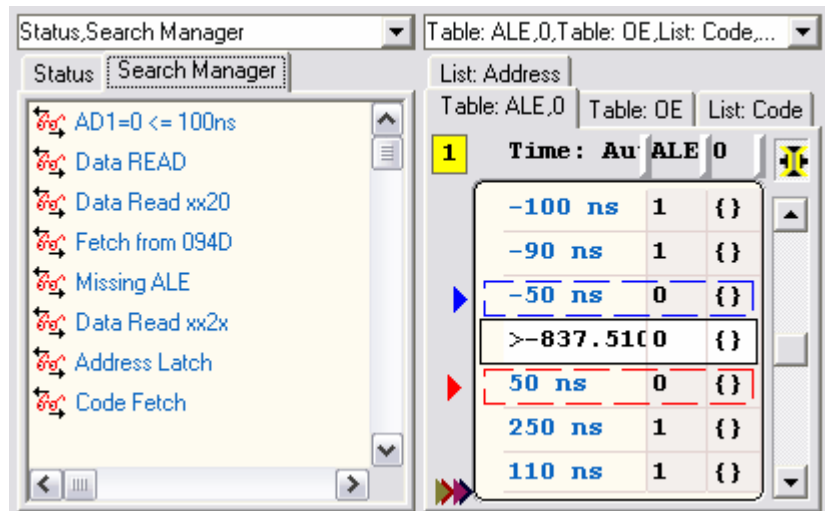 Status,Search Manager
Status Search Manager
AD1=0 <= 100ns
Data READ
Data Read xx20
Fetch from 094D
Missing ALE
Data Read xx2x
Address Latch
Code Fetch
Table: ALE,0,Table: OE,List: Code,...
List: Address
Table: ALE,0 Table: OE List: Code
1 Time: Au ALE 0
-100 ns 1 {}
-90 ns 1 {}
-50 ns 0 {}
>-837.510 0 {}
50 ns 0 {}
250 ns 1 {}
110 ns 1 {}